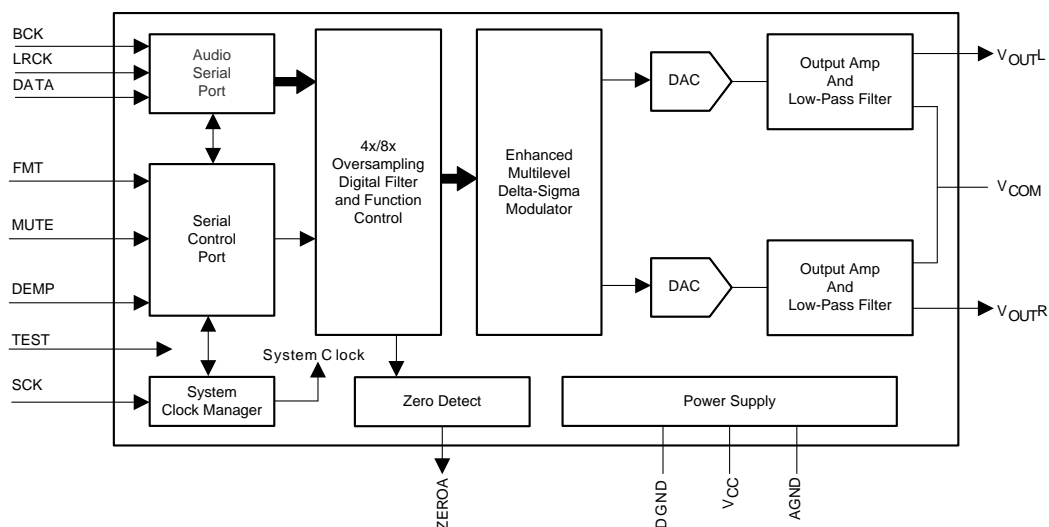 BCK
LRCK
DATA
FMT
MUTE
DEMP
TEST
SCK
Audio
Serial
Port
Serial
Control
Port
System
Clock Manager
System Clock
4x/8x
Oversampling
Digital Filter
and Function
Control
Enhanced
Multilevel
Delta-Sigma
Modulator
DAC
DAC
Output Amp
And
Low-Pass Filter
Output Amp
And
Low-Pass Filter
VOUTL
VCOM
VOUTR
Zero Detect
Power Supply
ZEROA
DGND
VCC
AGND